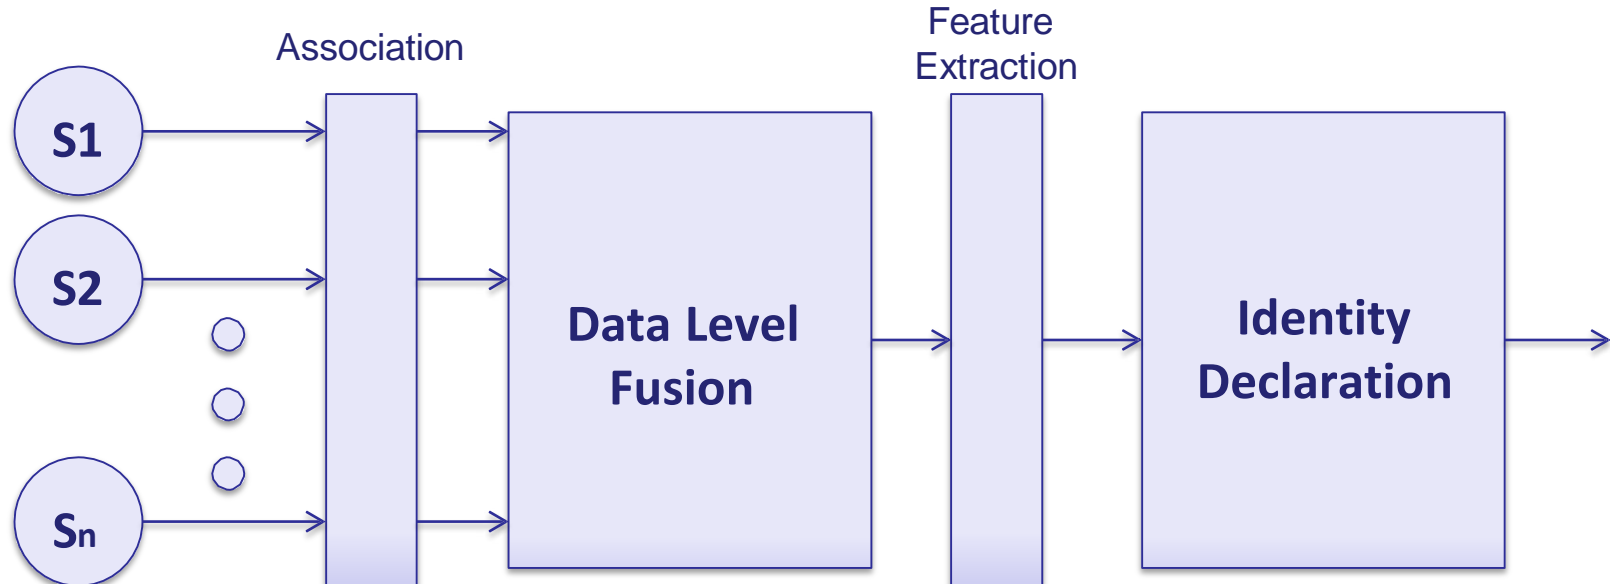 Association
Feature
Extraction
S1
S2
Sn
Data Level
Fusion
Identity
Declaration